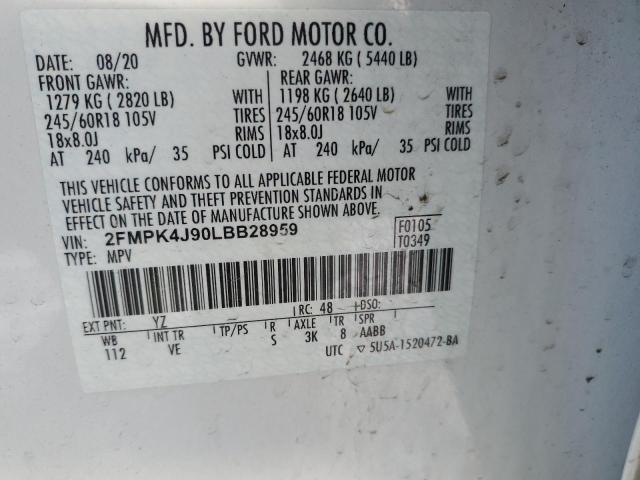 MFD. BY FORD MOTOR CO.
DATE: 08/20 GVWR: 2468 KG ( 5440 LB)
FRONT GAWR: REAR GAWR:
1279 KG ( 2820 LB) WITH 1198 KG ( 2640 LB) WITH
245/60R18 105V TIRES 245/60R18 105V TIRES
18x8.0J RIMS 18x8.0J RIMS
AT 240 kPa/ 35 PSI COLD AT 240 kPa/ 35 PSI COLD
THIS VEHICLE CONFORMS TO ALL APPLICABLE FEDERAL MOTOR
VEHICLE SAFETY AND THEFT PREVENTION STANDARDS IN
EFFECT ON THE DATE OF MANUFACTURE SHOWN ABOVE.
VIN: 2FMPK4J90LBB28959 F0105
TYPE: MPV T0349
RC: 48 DSO:
EXT PNT: YZ
WB INT TR TP/PS R AXLE TR SPR
112 VE S 3K 8 AABB
UTC ▽ 5U5A-1520472-BA